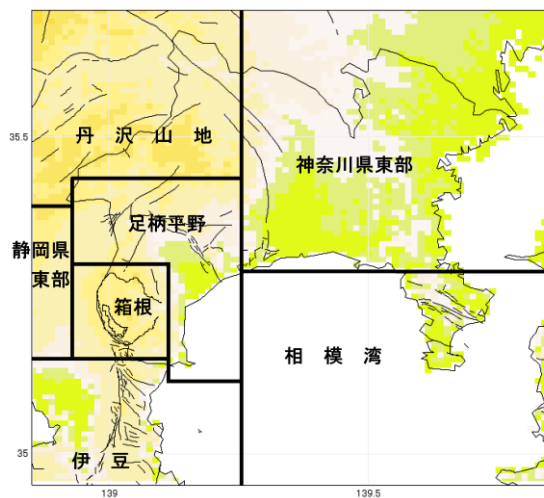 35.5
丹 沢 山 地
神奈川県東部
足柄平野
静岡県
東部
箱根
相 模 湾
35
伊 豆
139
139.5